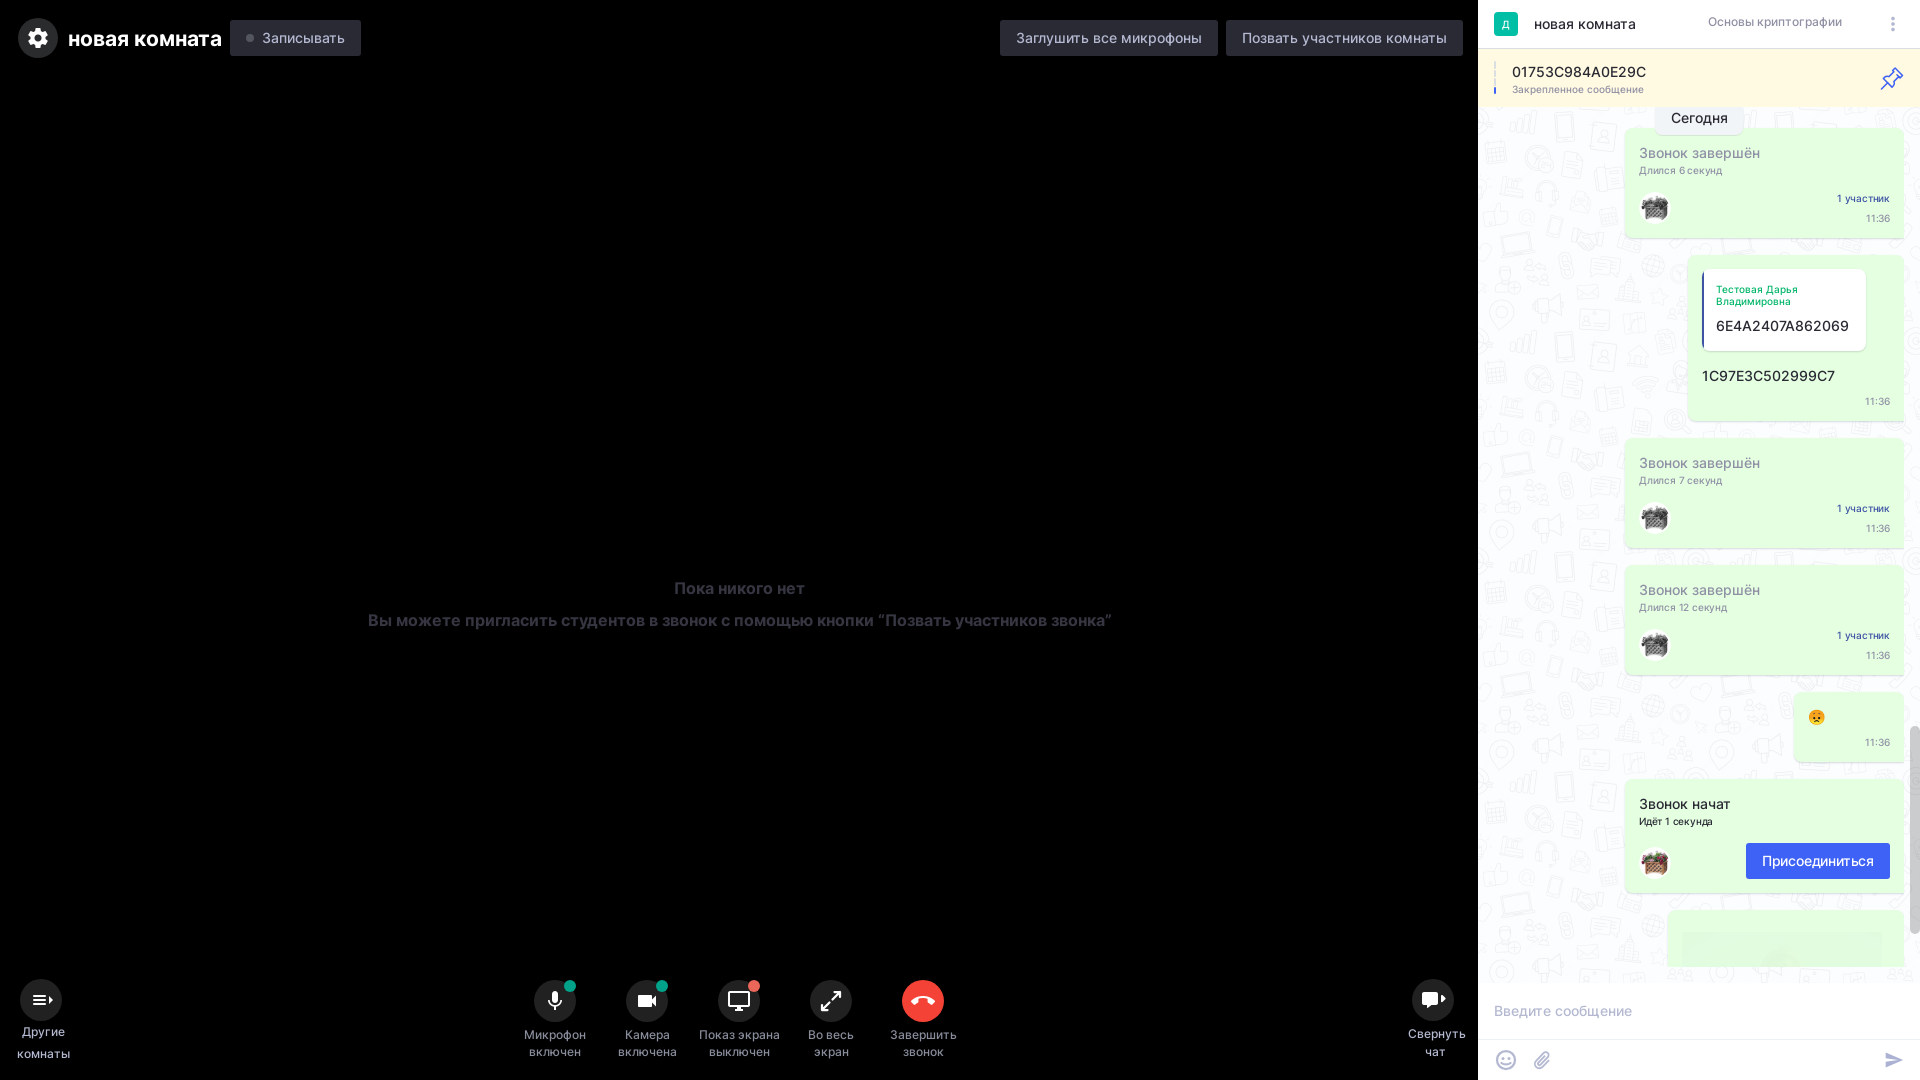 новая комната
Записывать
Заглушить все микрофоны
Позвать участников комнаты
Пока никого нет
Вы можете пригласить студентов в звонок с помощью кнопки “Позвать участников звонка”
Другие
комнаты
Микрофон
включен
Камера
включена
Показ экрана
выключен
Во весь
экран
Завершить
звонок
Свернуть
чат
Д
новая комната
Основы криптографии
01753C984A0E29C
Закрепленное сообщение
Сегодня
Звонок завершён
Длился 6 секунд
1 участник
11:36
Тестовая Дарья
Владимировна
6E4A2407A862069
1C97E3C502999C7
11:36
Звонок завершён
Длился 7 секунд
1 участник
11:36
Звонок завершён
Длился 12 секунд
1 участник
11:36
11:36
Звонок начат
Идёт 1 секунда
Присоединиться
Введите сообщение